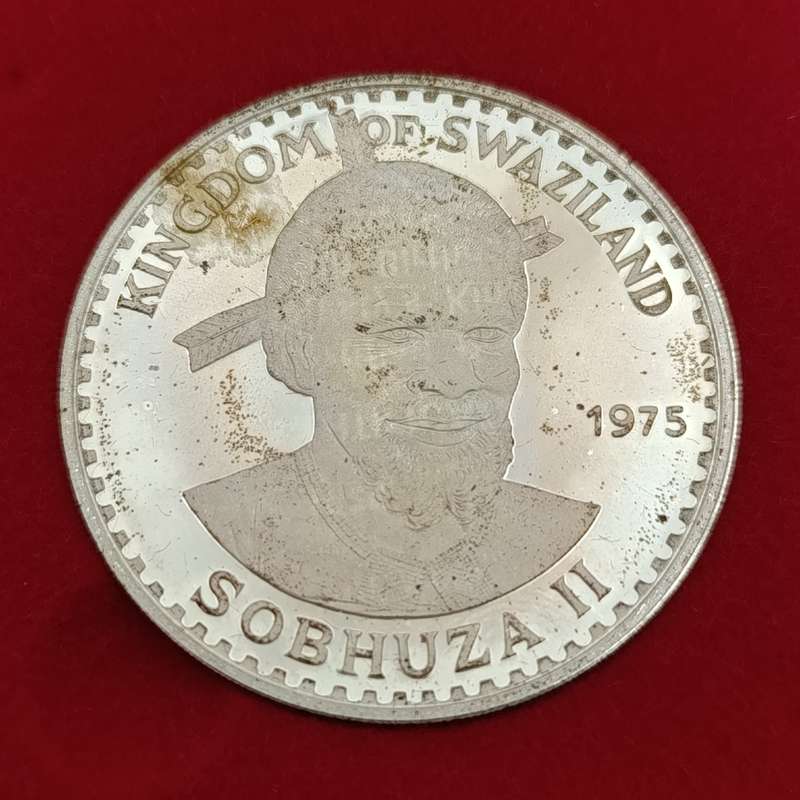 KINGDOM OF SWAZILAND
1975
SOBHUZA II